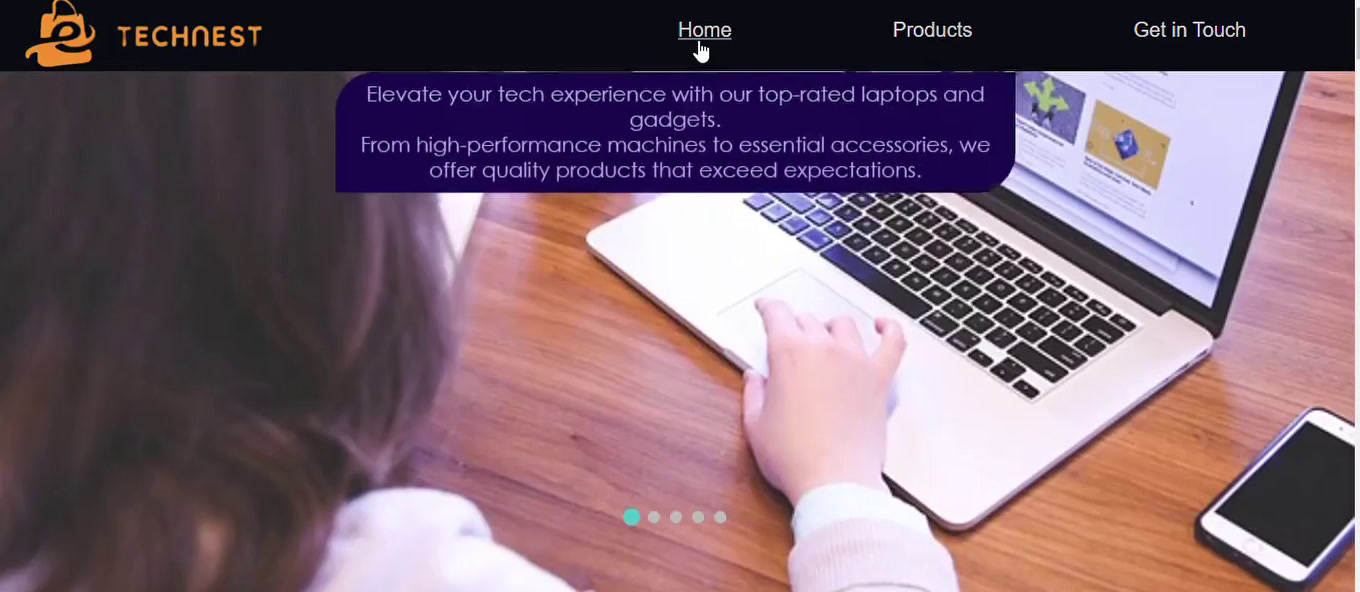 TECHNEST
Home
Products
Get in Touch
Elevate your tech experience with our top-rated laptops and
gadgets.
From high-performance machines to essential accessories, we
offer quality products that exceed expectations.